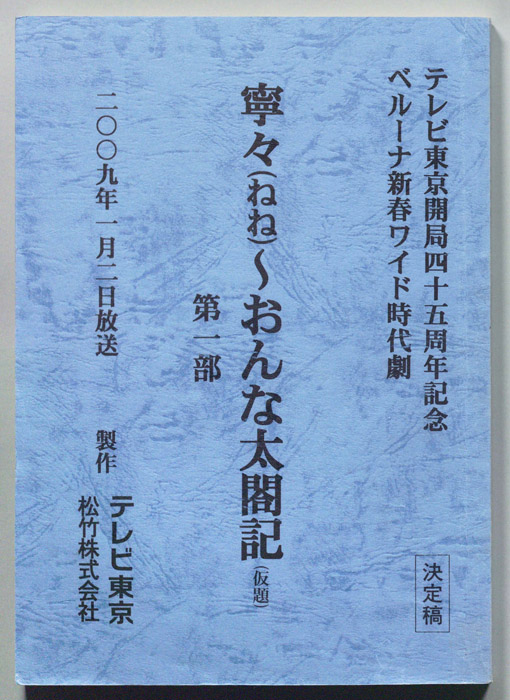 テレビ東京開局四十五周年記念
ベルーナ新春ワイド時代劇
寧々(ねね)〜おんな太閤記(仮題)
第一部
二〇〇九年一月二日放送
製作
テレビ東京
松竹株式会社
決定稿